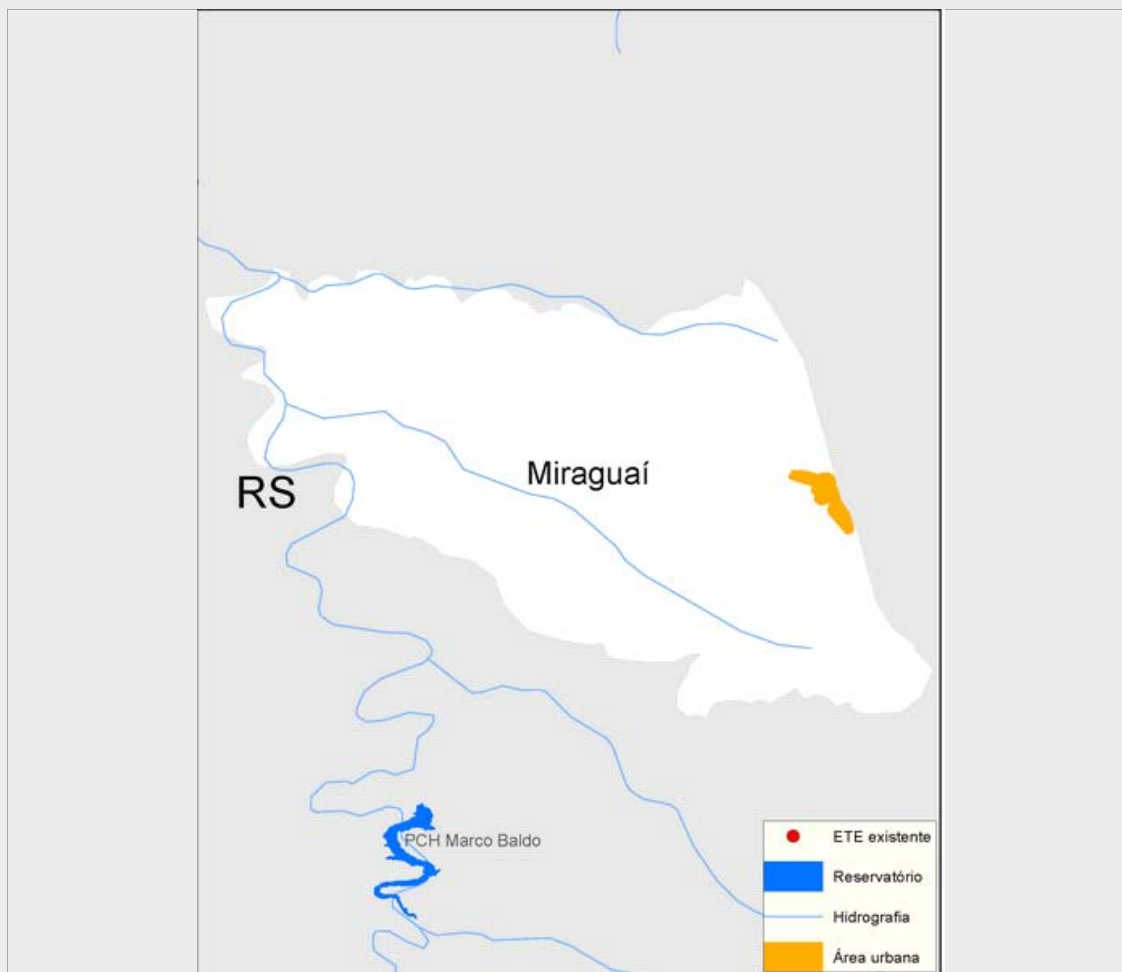 Miraguaí
RS
PCH Marco Baldo
ETE existente
Reservatório
Hidrografia
Área urbana